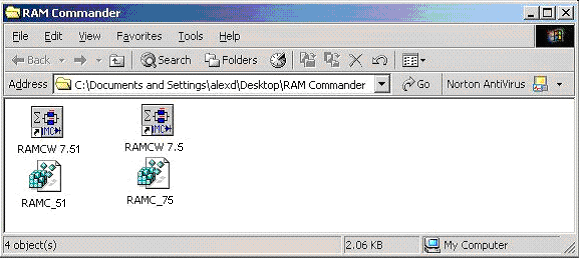 RAM Commander
File Edit View Favorites Tools Help
Back Search Folders
Address C:\Documents and Settings\alexd\Desktop\RAM Commander Go Norton AntiVirus
RAMCW 7.51 RAMCW 7.5
RAMC_51 RAMC_75
4 object(s) 2.06 KB My Computer